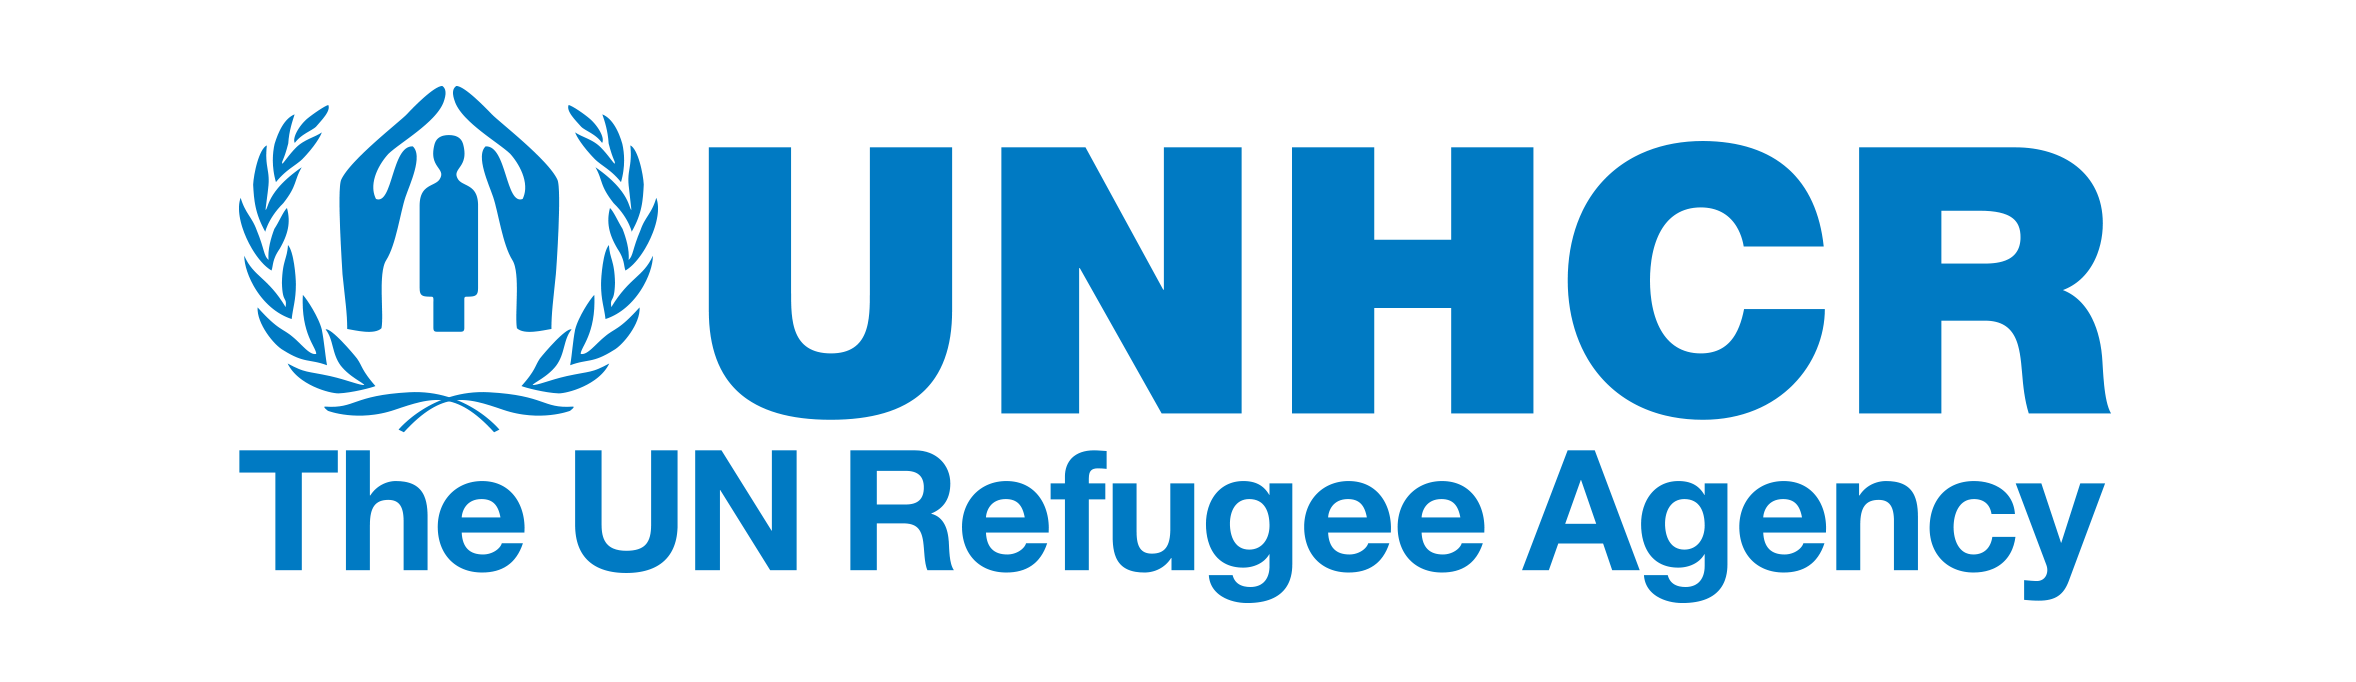 UNHCR
The UN Refugee Agency